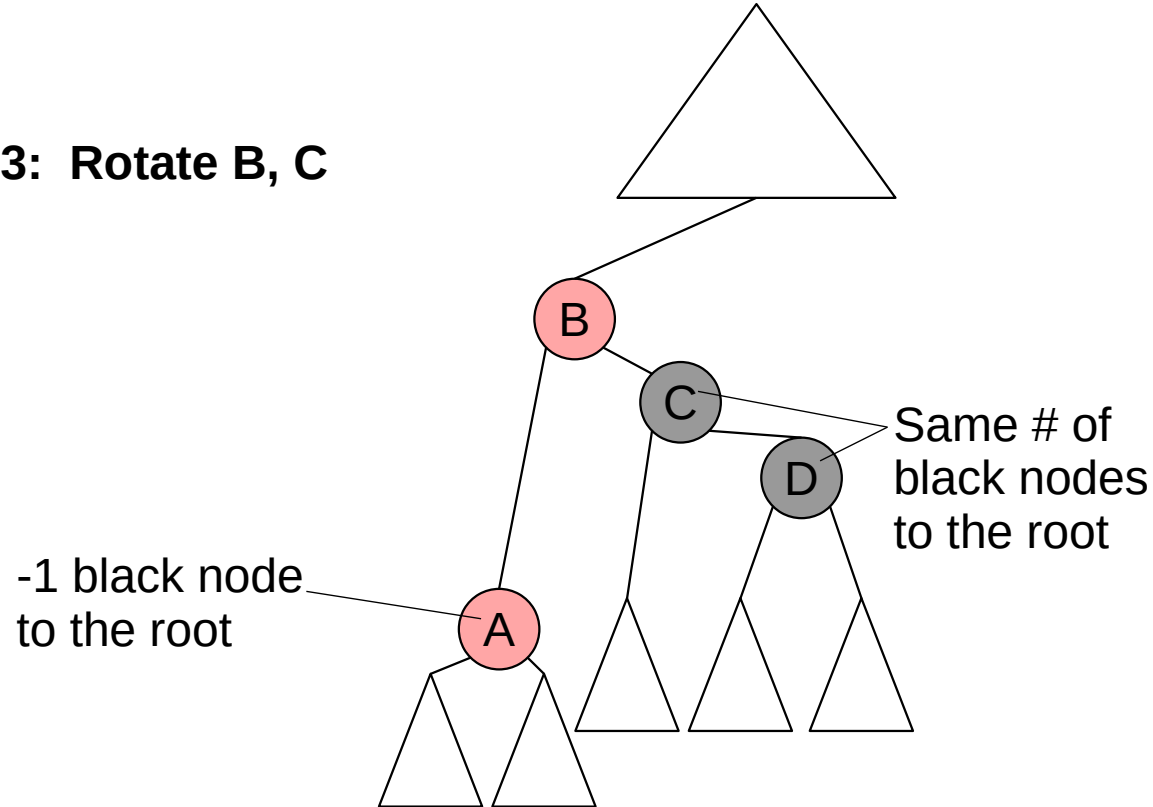 3:  Rotate B, C
B
C
Same # of
black nodes
to the root
D
-1 black node
to the root
A